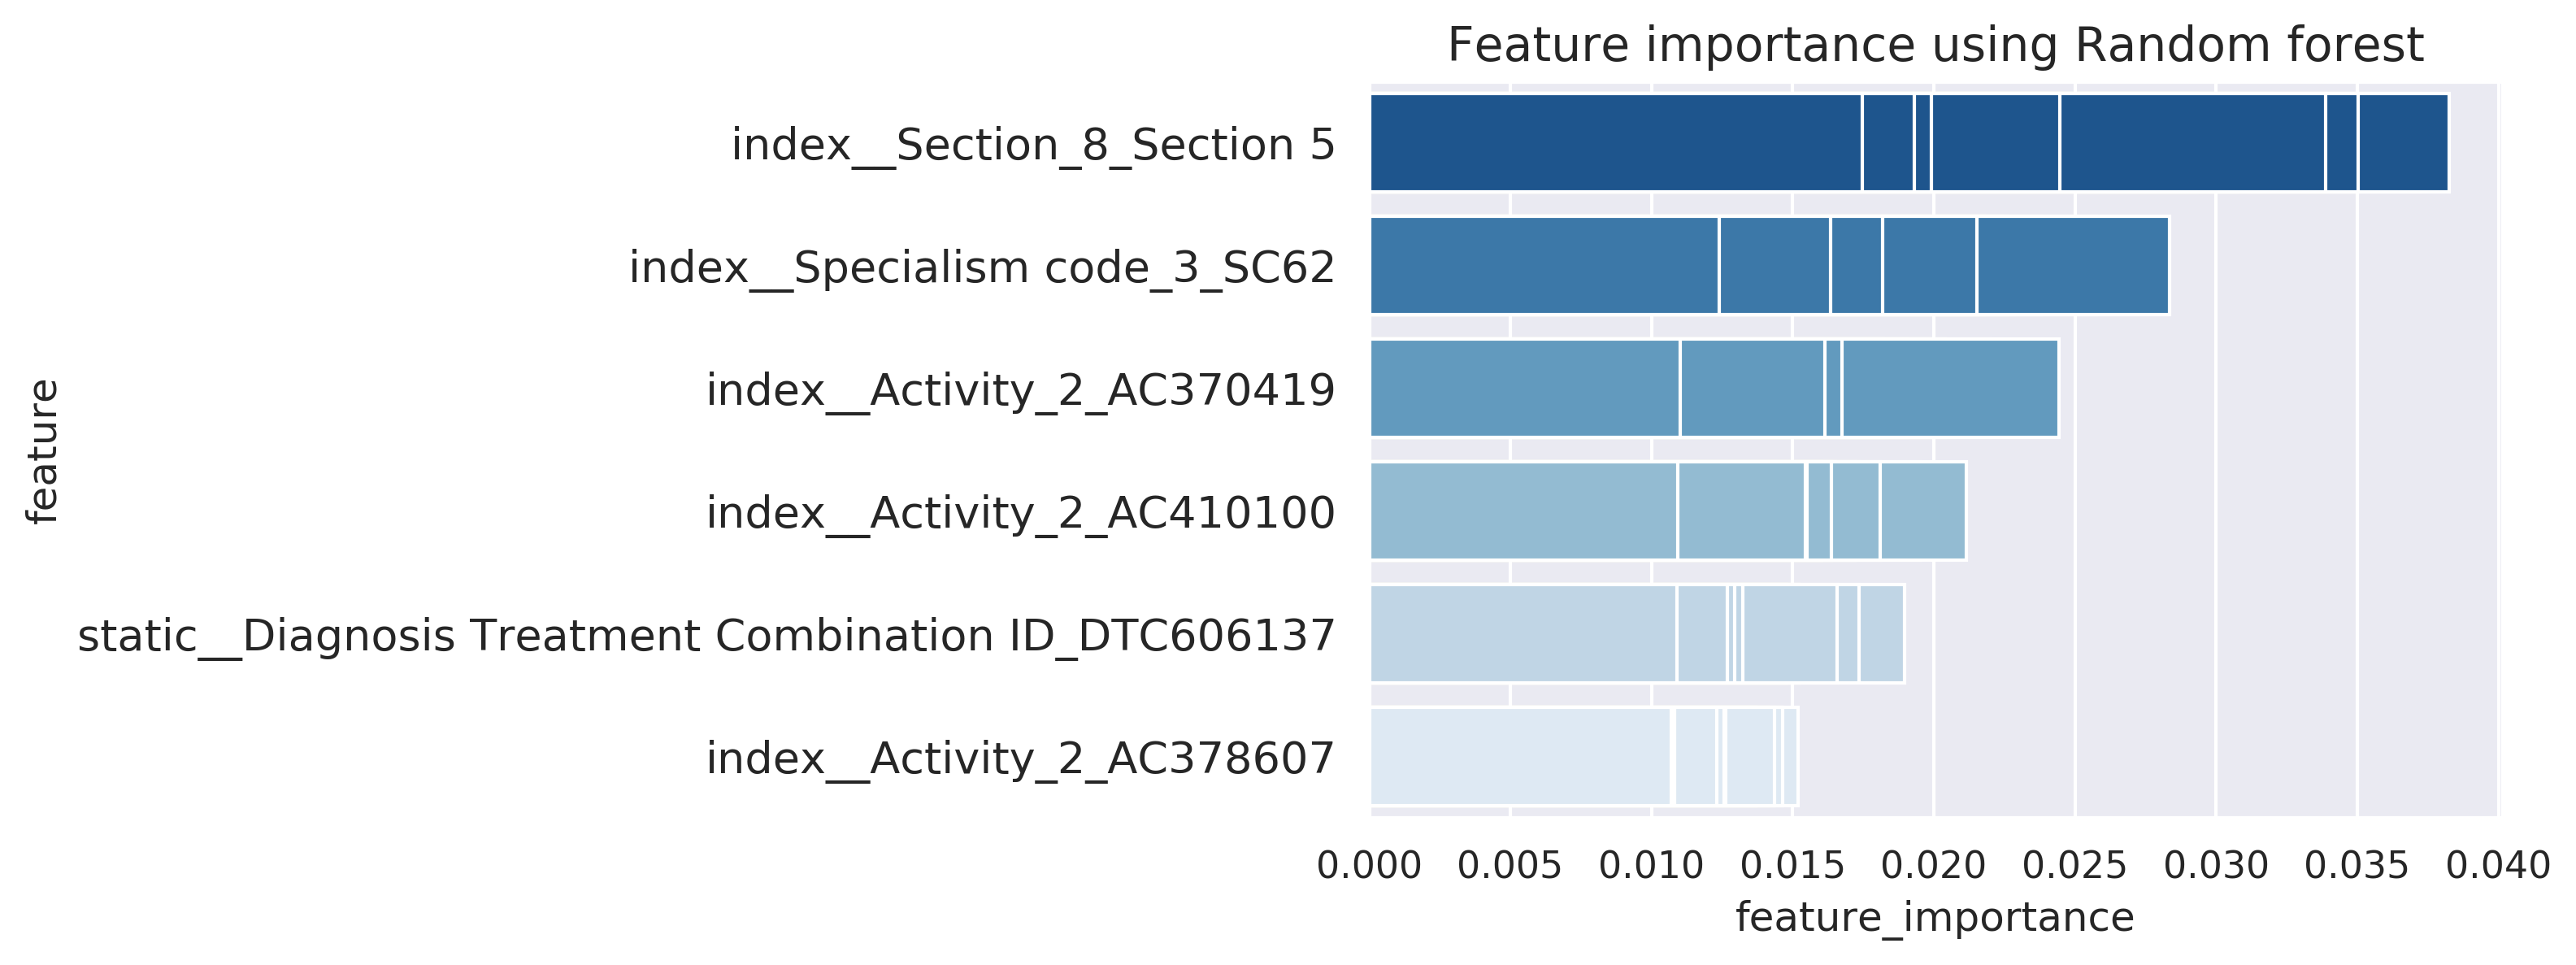 Feature importance using Random forest
feature
index__Section_8_Section 5
index__Specialism code_3_SC62
index__Activity_2_AC370419
index__Activity_2_AC410100
static__Diagnosis Treatment Combination ID_DTC606137
index__Activity_2_AC378607
0.000 0.005 0.010 0.015 0.020 0.025 0.030 0.035 0.040
feature_importance